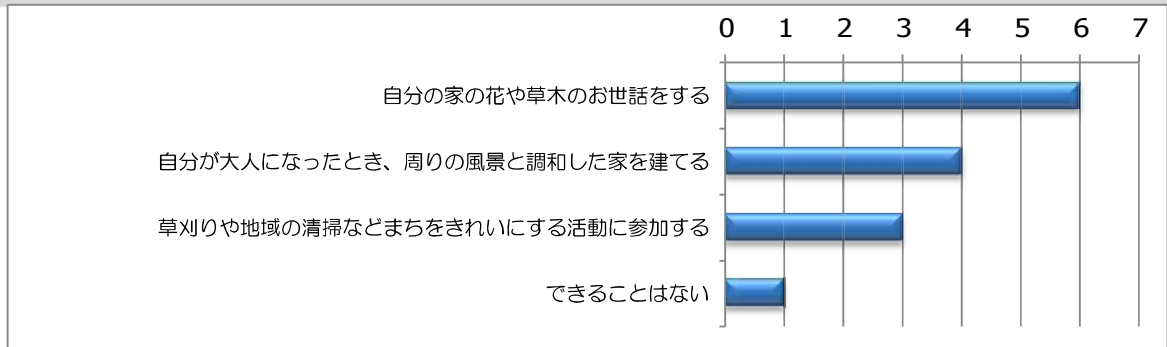 0 1 2 3 4 5 6 7
自分の家の花や草木のお世話をする
自分が大人になったとき、周りの風景と調和した家を建てる
草刈りや地域の清掃などまちをきれいにする活動に参加する
できることはない